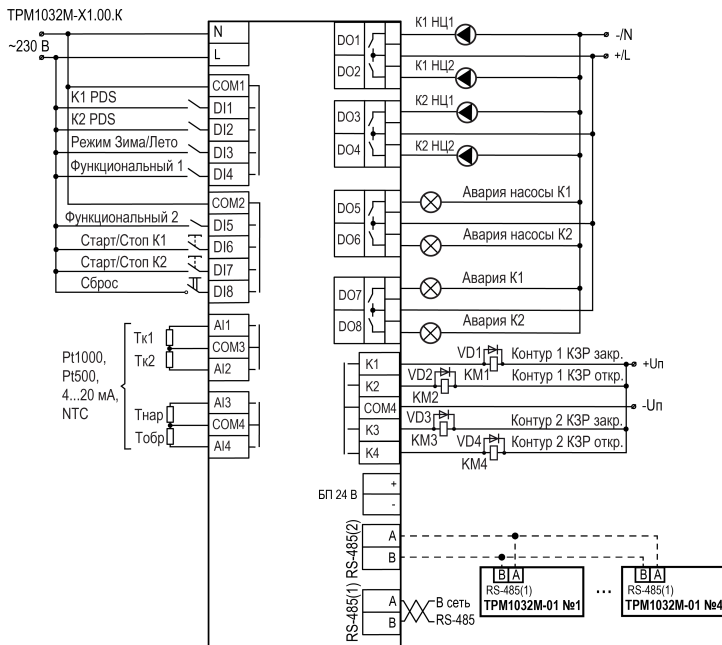 ТРМ1032М-Х1.00.К
~230 В
N
L
COM1
К1 PDS
DI1
К2 PDS
DI2
Режим Зима/Лето
DI3
Функциональный 1
DI4
COM2
Функциональный 2
DI5
Старт/Стоп К1
DI6
Старт/Стоп К2
DI7
Сброс
DI8
Pt1000,
Pt500,
4...20 мА,
NTC
Тк1
Тк2
Тнар
Тобр
AI1
COM3
AI2
AI3
COM4
AI4
DO1
К1 НЦ1
-/N
+/L
DO2
К1 НЦ2
DO3
К2 НЦ1
DO4
К2 НЦ2
DO5
Авария насосы К1
DO6
Авария насосы К2
DO7
Авария К1
DO8
Авария К2
K1
VD1
KM1
Контур 1 КЗР закр.
+Uп
K2
VD2
KM2
Контур 1 КЗР откр.
COM4
-Uп
K3
VD3
KM3
Контур 2 КЗР закр.
K4
VD4
KM4
Контур 2 КЗР откр.
БП 24 В
+
-
RS-485(2)
A
B
RS-485(1)
A
B
В сеть
RS-485
B A
RS-485(1)
ТРМ1032М-01 №1
...
B A
RS-485(1)
ТРМ1032М-01 №4